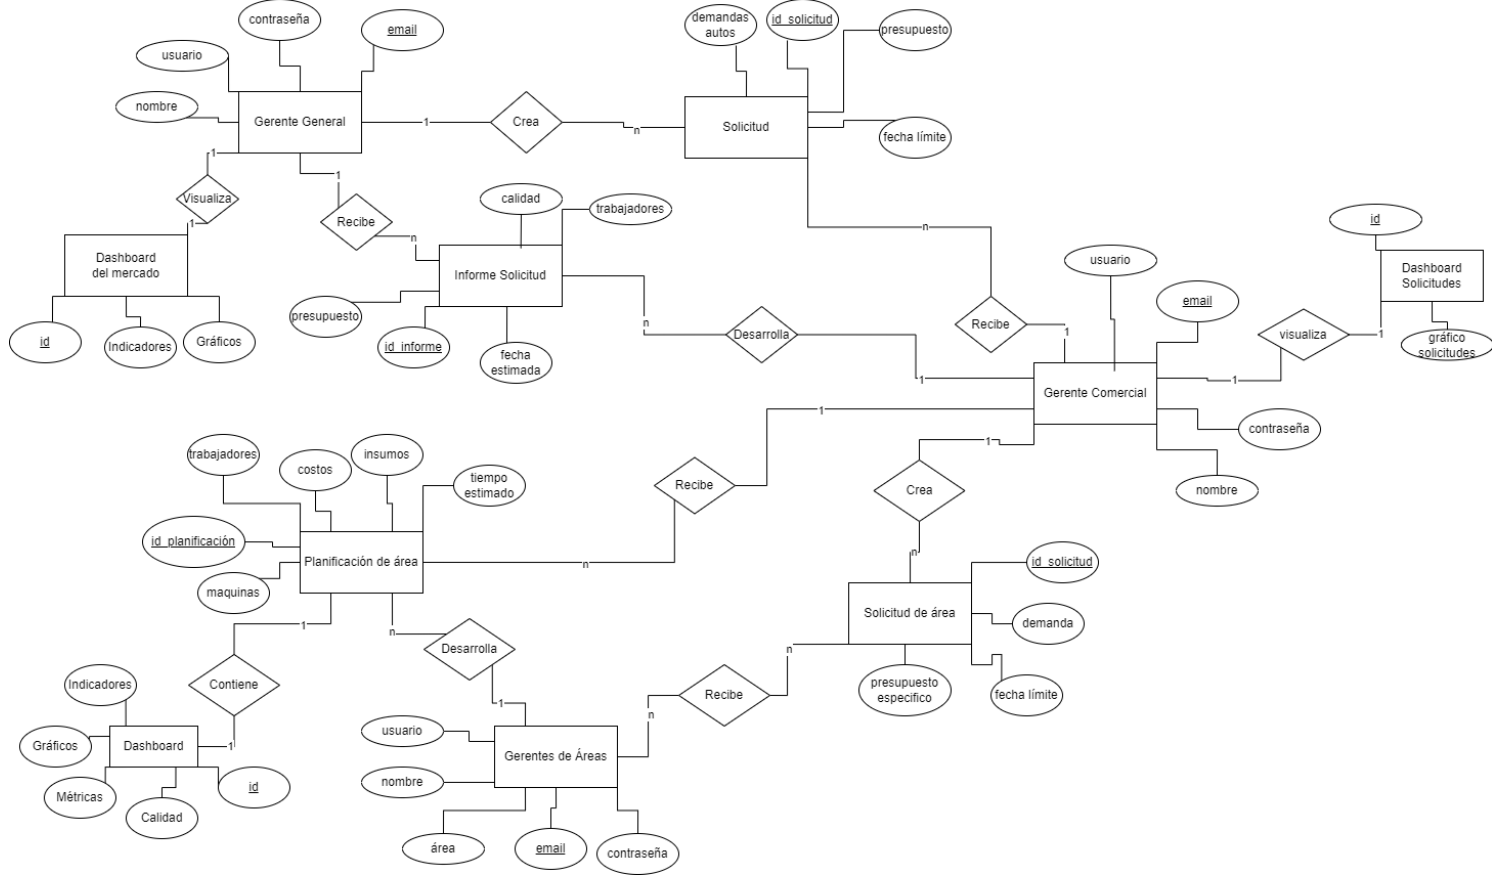 contraseña
email
usuario
nombre
Gerente General
1
Crea
n
demandas
autos
id_solicitud
presupuesto
Solicitud
fecha límite
1
Visualiza
1
Dashboard
del mercado
id
Indicadores
Gráficos
1
Recibe
n
calidad
trabajadores
Informe Solicitud
presupuesto
id_informe
fecha
estimada
n
Desarrolla
1
n
Recibe
1
usuario
email
Gerente Comercial
contraseña
nombre
1
visualiza
1
id
Dashboard
Solicitudes
gráfico
solicitudes
1
Recibe
n
1
Crea
n
trabajadores
costos
insumos
tiempo
estimado
id_planificación
Planificación de área
maquinas
1
Contiene
1
Indicadores
Gráficos
Dashboard
Métricas
Calidad
id
n
Desarrolla
1
usuario
nombre
Gerentes de Áreas
área
email
contraseña
n
Recibe
n
Solicitud de área
id_solicitud
demanda
presupuesto
especifico
fecha límite